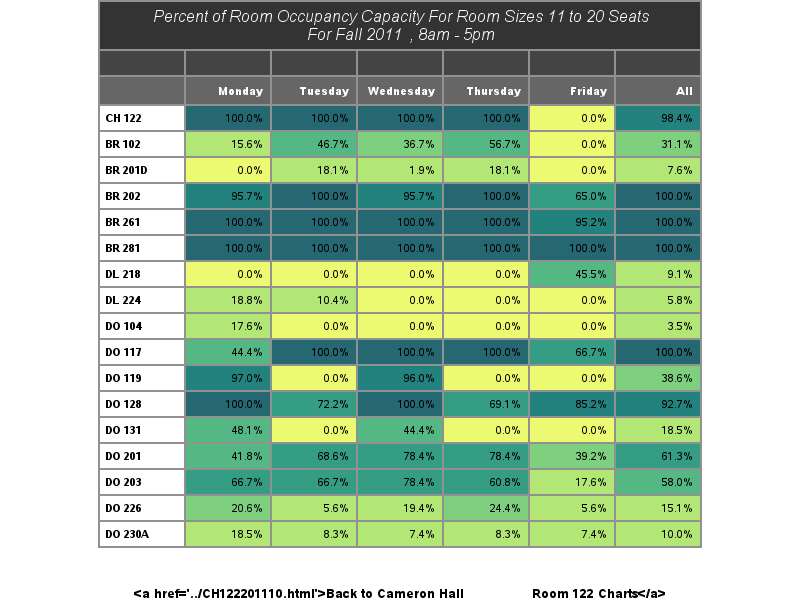 Percent of Room Occupancy Capacity For Room Sizes 11 to 20 Seats
For Fall 2011 , 8am - 5pm
Monday Tuesday Wednesday Thursday Friday All
CH 122 100.0% 100.0% 100.0% 100.0% 0.0% 98.4%
BR 102 15.6% 46.7% 36.7% 56.7% 0.0% 31.1%
BR 201D 0.0% 18.1% 1.9% 18.1% 0.0% 7.6%
BR 202 95.7% 100.0% 95.7% 100.0% 65.0% 100.0%
BR 261 100.0% 100.0% 100.0% 100.0% 95.2% 100.0%
BR 281 100.0% 100.0% 100.0% 100.0% 100.0% 100.0%
DL 218 0.0% 0.0% 0.0% 0.0% 45.5% 9.1%
DL 224 18.8% 10.4% 0.0% 0.0% 0.0% 5.8%
DO 104 17.6% 0.0% 0.0% 0.0% 0.0% 3.5%
DO 117 44.4% 100.0% 100.0% 100.0% 66.7% 100.0%
DO 119 97.0% 0.0% 96.0% 0.0% 0.0% 38.6%
DO 128 100.0% 72.2% 100.0% 69.1% 85.2% 92.7%
DO 131 48.1% 0.0% 44.4% 0.0% 0.0% 18.5%
DO 201 41.8% 68.6% 78.4% 78.4% 39.2% 61.3%
DO 203 66.7% 66.7% 78.4% 60.8% 17.6% 58.0%
DO 226 20.6% 5.6% 19.4% 24.4% 5.6% 15.1%
DO 230A 18.5% 8.3% 7.4% 8.3% 7.4% 10.0%
<a href='../CH122201110.html'>Back to Cameron Hall Room 122 Charts</a>